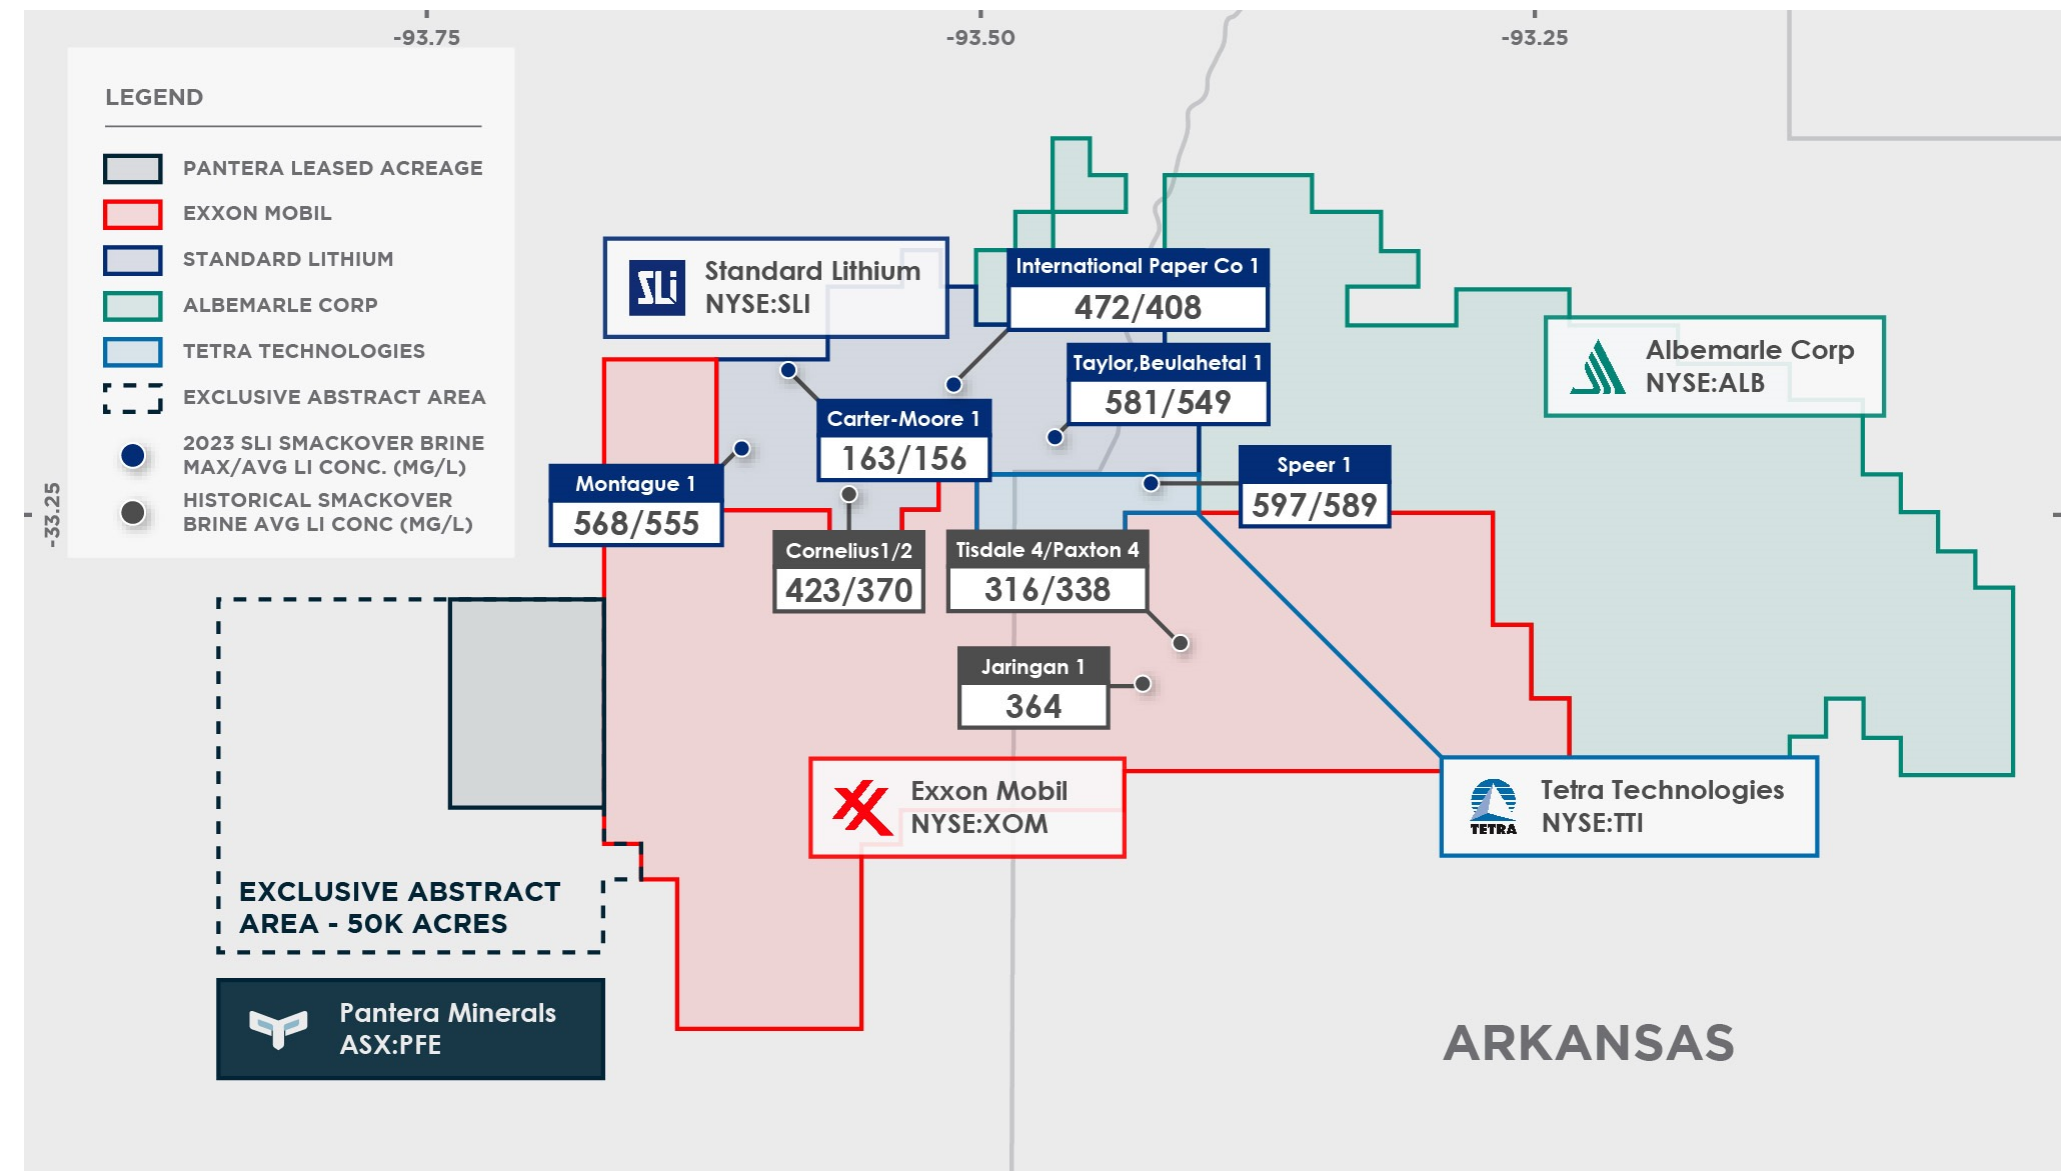 -93.75
-93.50
-93.25
LEGEND
PANTERA LEASED ACREAGE
EXXON MOBIL
STANDARD LITHIUM
ALBEMARLE CORP
TETRA TECHNOLOGIES
EXCLUSIVE ABSTRACT AREA
2023 SLI SMACKOVER BRINE
MAX/AVG LI CONC. (MG/L)
HISTORICAL SMACKOVER
BRINE AVG LI CONC (MG/L)
-33.25
SLi
Standard Lithium
NYSE:SLI
International Paper Co 1
472/408
Taylor,Beulahetal 1
581/549
Albemarle Corp
NYSE:ALB
Carter-Moore 1
163/156
Speer 1
597/589
Montague 1
568/555
Cornelius1/2
423/370
Tisdale 4/Paxton 4
316/338
Jaringan 1
364
Exxon Mobil
NYSE:XOM
TETRA
Tetra Technologies
NYSE:TTI
EXCLUSIVE ABSTRACT
AREA - 50K ACRES
Pantera Minerals
ASX:PFE
ARKANSAS